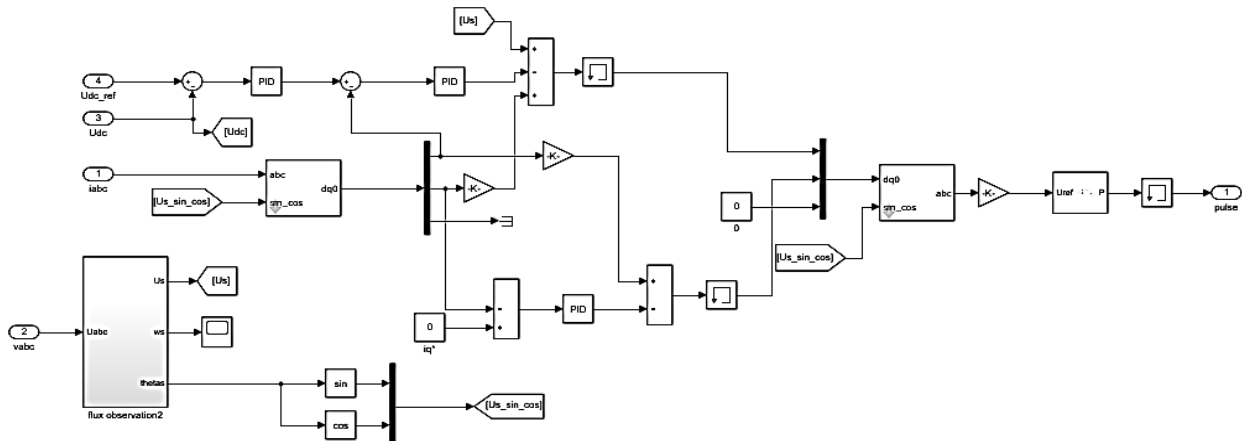 [Us]
4
Udc_ref
PID
PID
3
Udc
[Udc]
1
iabc
abc
dq0
[Us_sin_cos]
sin_cos
-K-
-K-
0
0
dq0
abc
sin_cos
[Us_sin_cos]
-K-
Uref
P
1
pulse
Us
[Us]
2
vabc
Uabc
ws
thetas
flux observation2
0
iq*
PID
sin
cos
[Us_sin_cos]